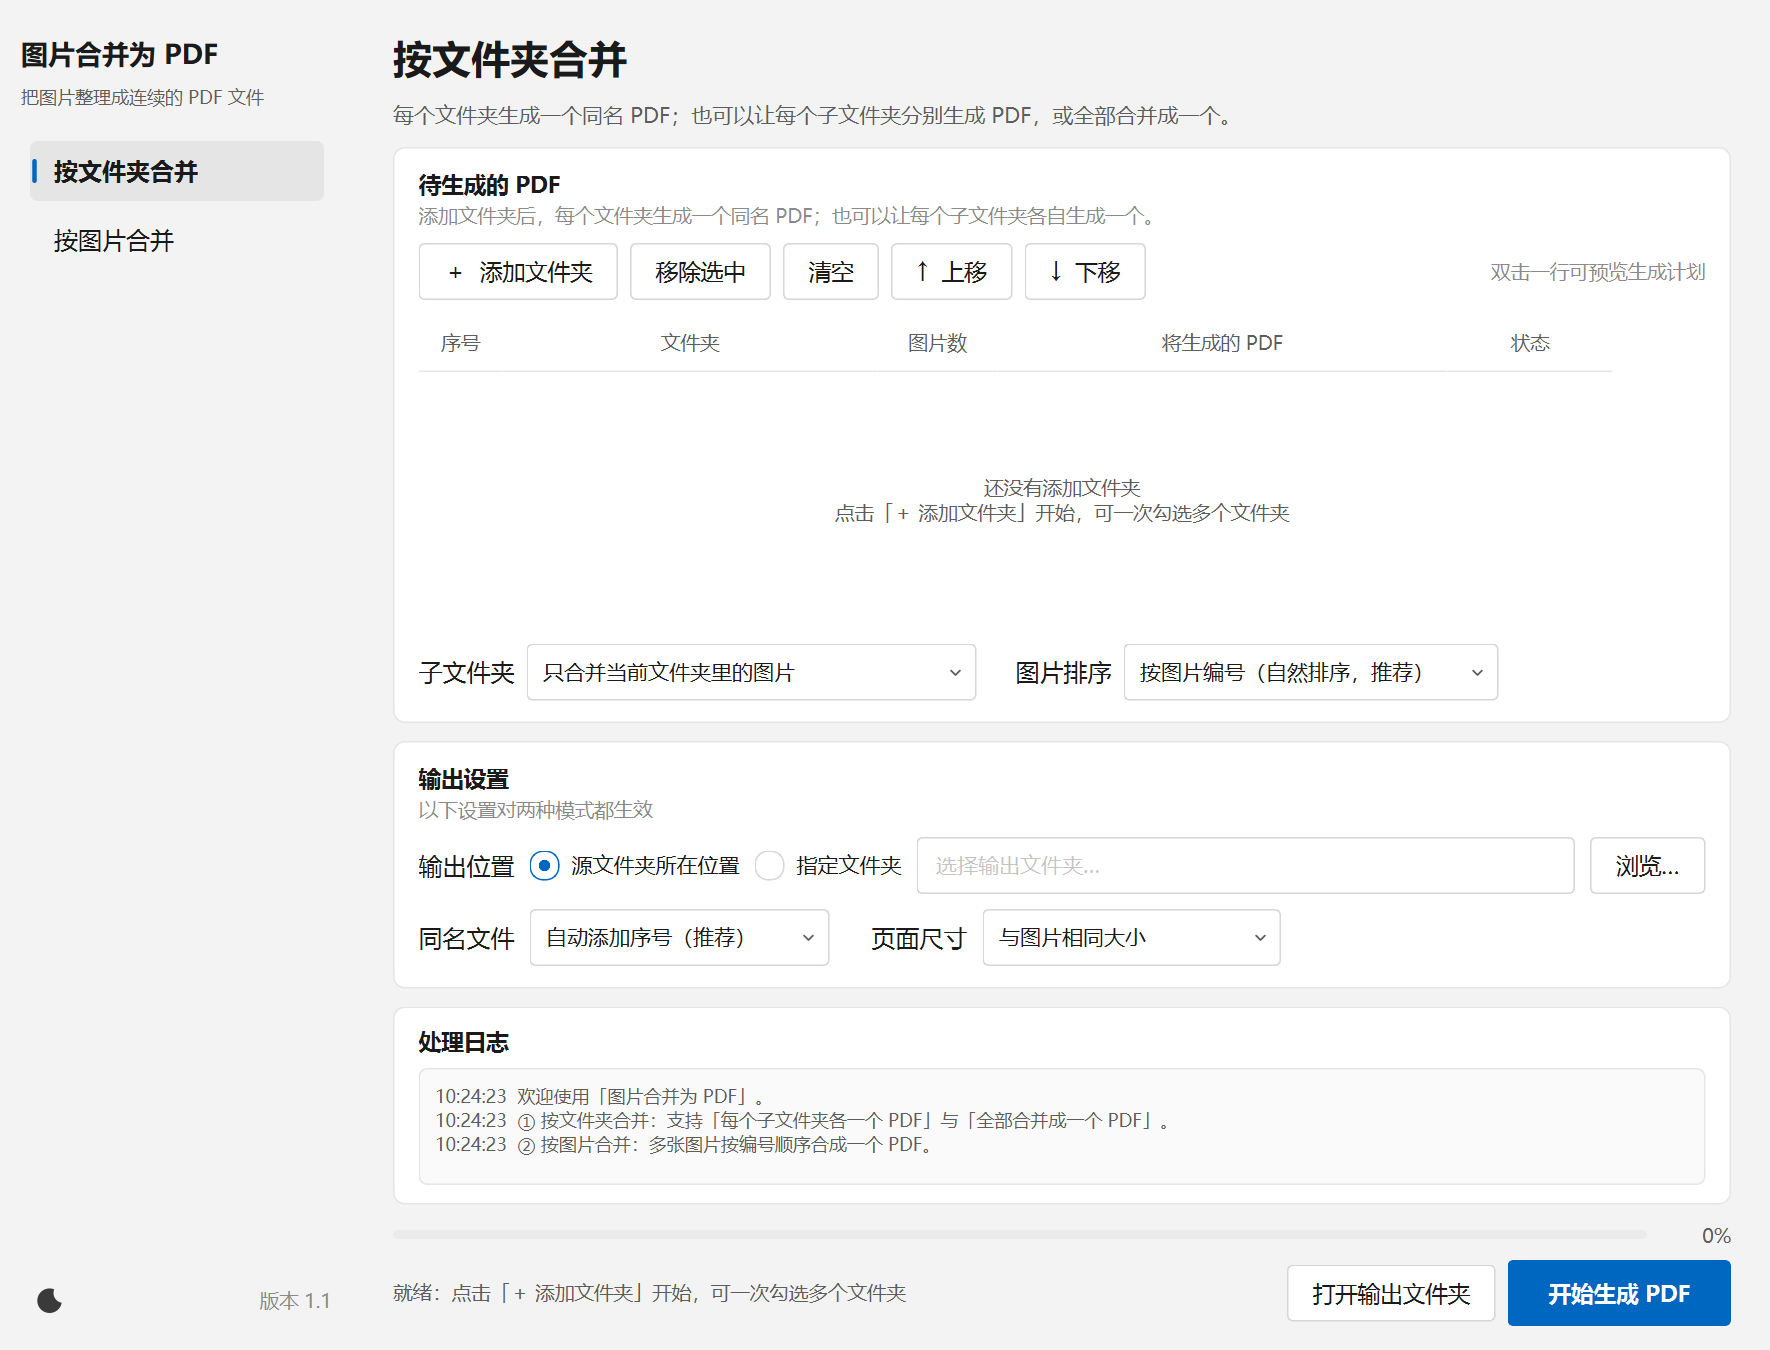 图片合并为 PDF
把图片整理成连续的 PDF 文件
按文件夹合并
按图片合并
版本 1.1
按文件夹合并
每个文件夹生成一个同名 PDF；也可以让每个子文件夹分别生成 PDF，或全部合并成一个。
待生成的 PDF
添加文件夹后，每个文件夹生成一个同名 PDF；也可以让每个子文件夹各自生成一个。
+ 添加文件夹 移除选中 清空 ↑ 上移 ↓ 下移 双击一行可预览生成计划
序号 文件夹 图片数 将生成的 PDF 状态
还没有添加文件夹
点击「+ 添加文件夹」开始，可一次勾选多个文件夹
子文件夹 只合并当前文件夹里的图片 图片排序 按图片编号（自然排序，推荐）
输出设置
以下设置对两种模式都生效
输出位置 源文件夹所在位置 指定文件夹 选择输出文件夹... 浏览...
同名文件 自动添加序号（推荐） 页面尺寸 与图片相同大小
处理日志
10:24:23 欢迎使用「图片合并为 PDF」。
10:24:23 ① 按文件夹合并：支持「每个子文件夹各一个 PDF」与「全部合并成一个 PDF」。
10:24:23 ② 按图片合并：多张图片按编号顺序合成一个 PDF。
0%
就绪：点击「+ 添加文件夹」开始，可一次勾选多个文件夹 打开输出文件夹 开始生成 PDF